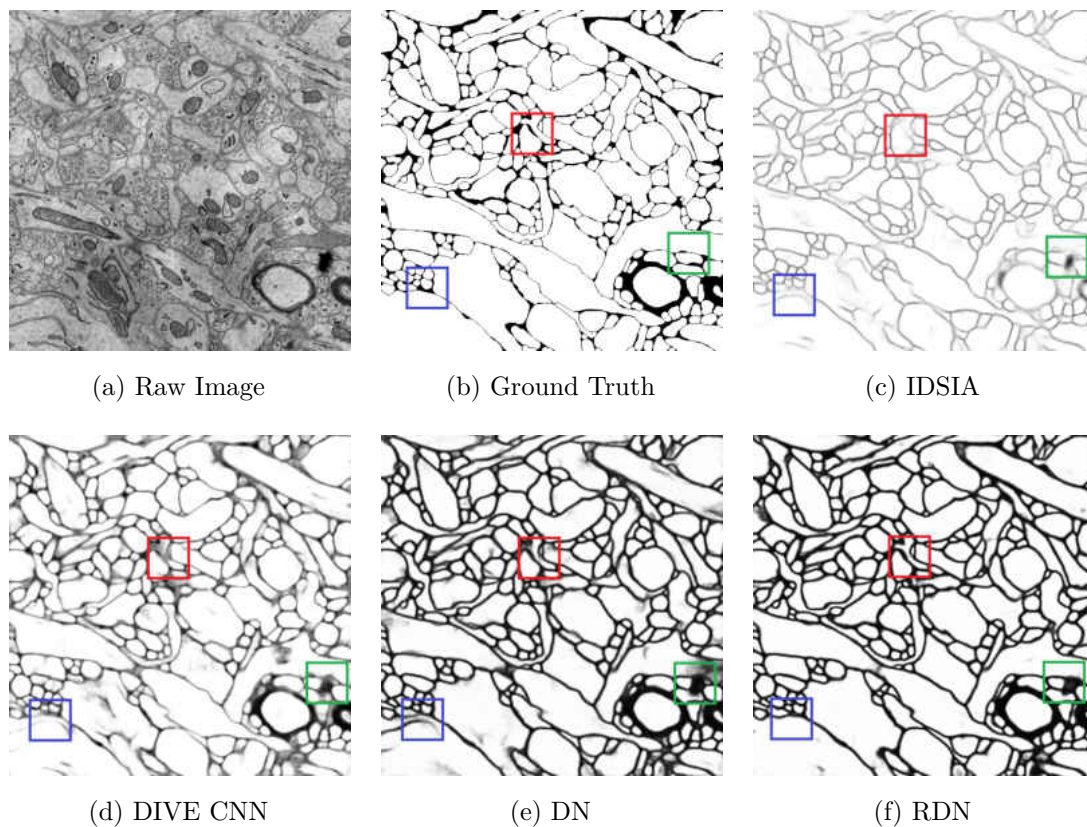 (a) Raw Image
(b) Ground Truth
(c) IDSIA
(d) DIVE CNN
(e) DN
(f) RDN